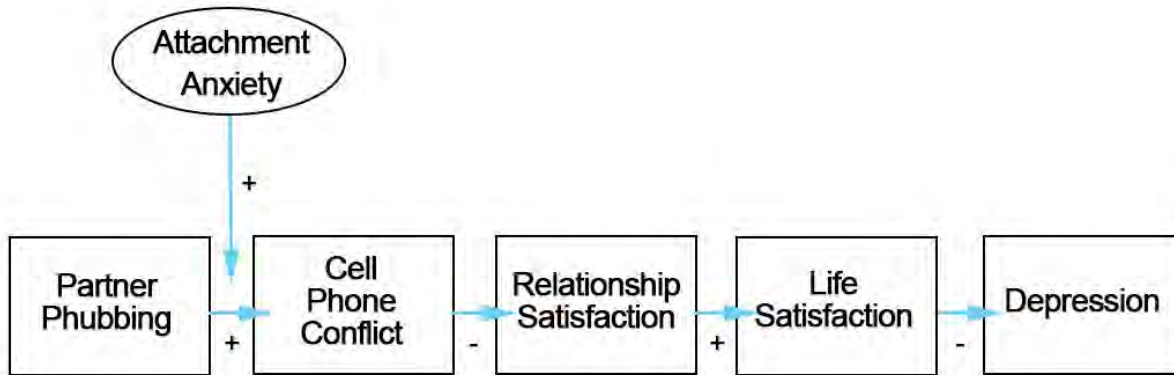 Attachment
Anxiety
+
Partner
Phubbing
+
Cell
Phone
Conflict
-
Relationship
Satisfaction
+
Life
Satisfaction
-
Depression